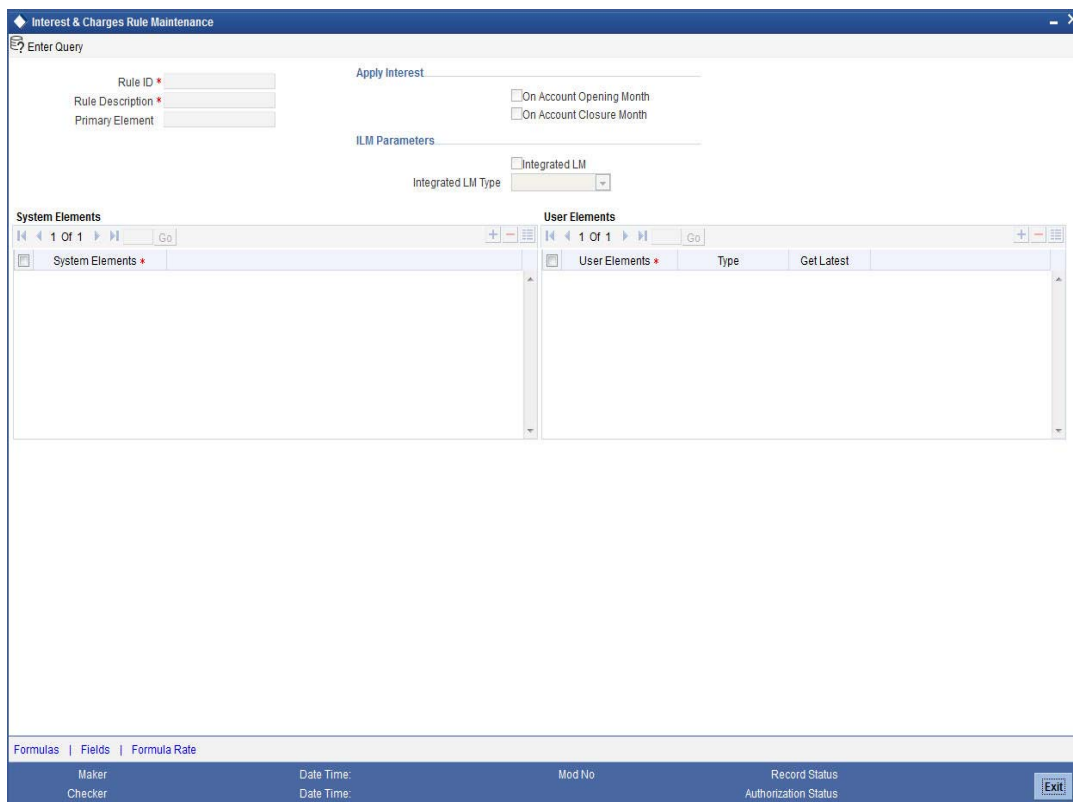 Interest & Charges Rule Maintenance
Enter Query
Rule ID *
Rule Description *
Primary Element
Apply Interest
On Account Opening Month
On Account Closure Month
ILM Parameters
Integrated LM
Integrated LM Type
System Elements
1 Of 1 Go
System Elements *
User Elements
1 Of 1 Go
User Elements * Type Get Latest
Formulas | Fields | Formula Rate
Maker Date Time: Mod No Record Status
Checker Date Time: Authorization Status
Exit